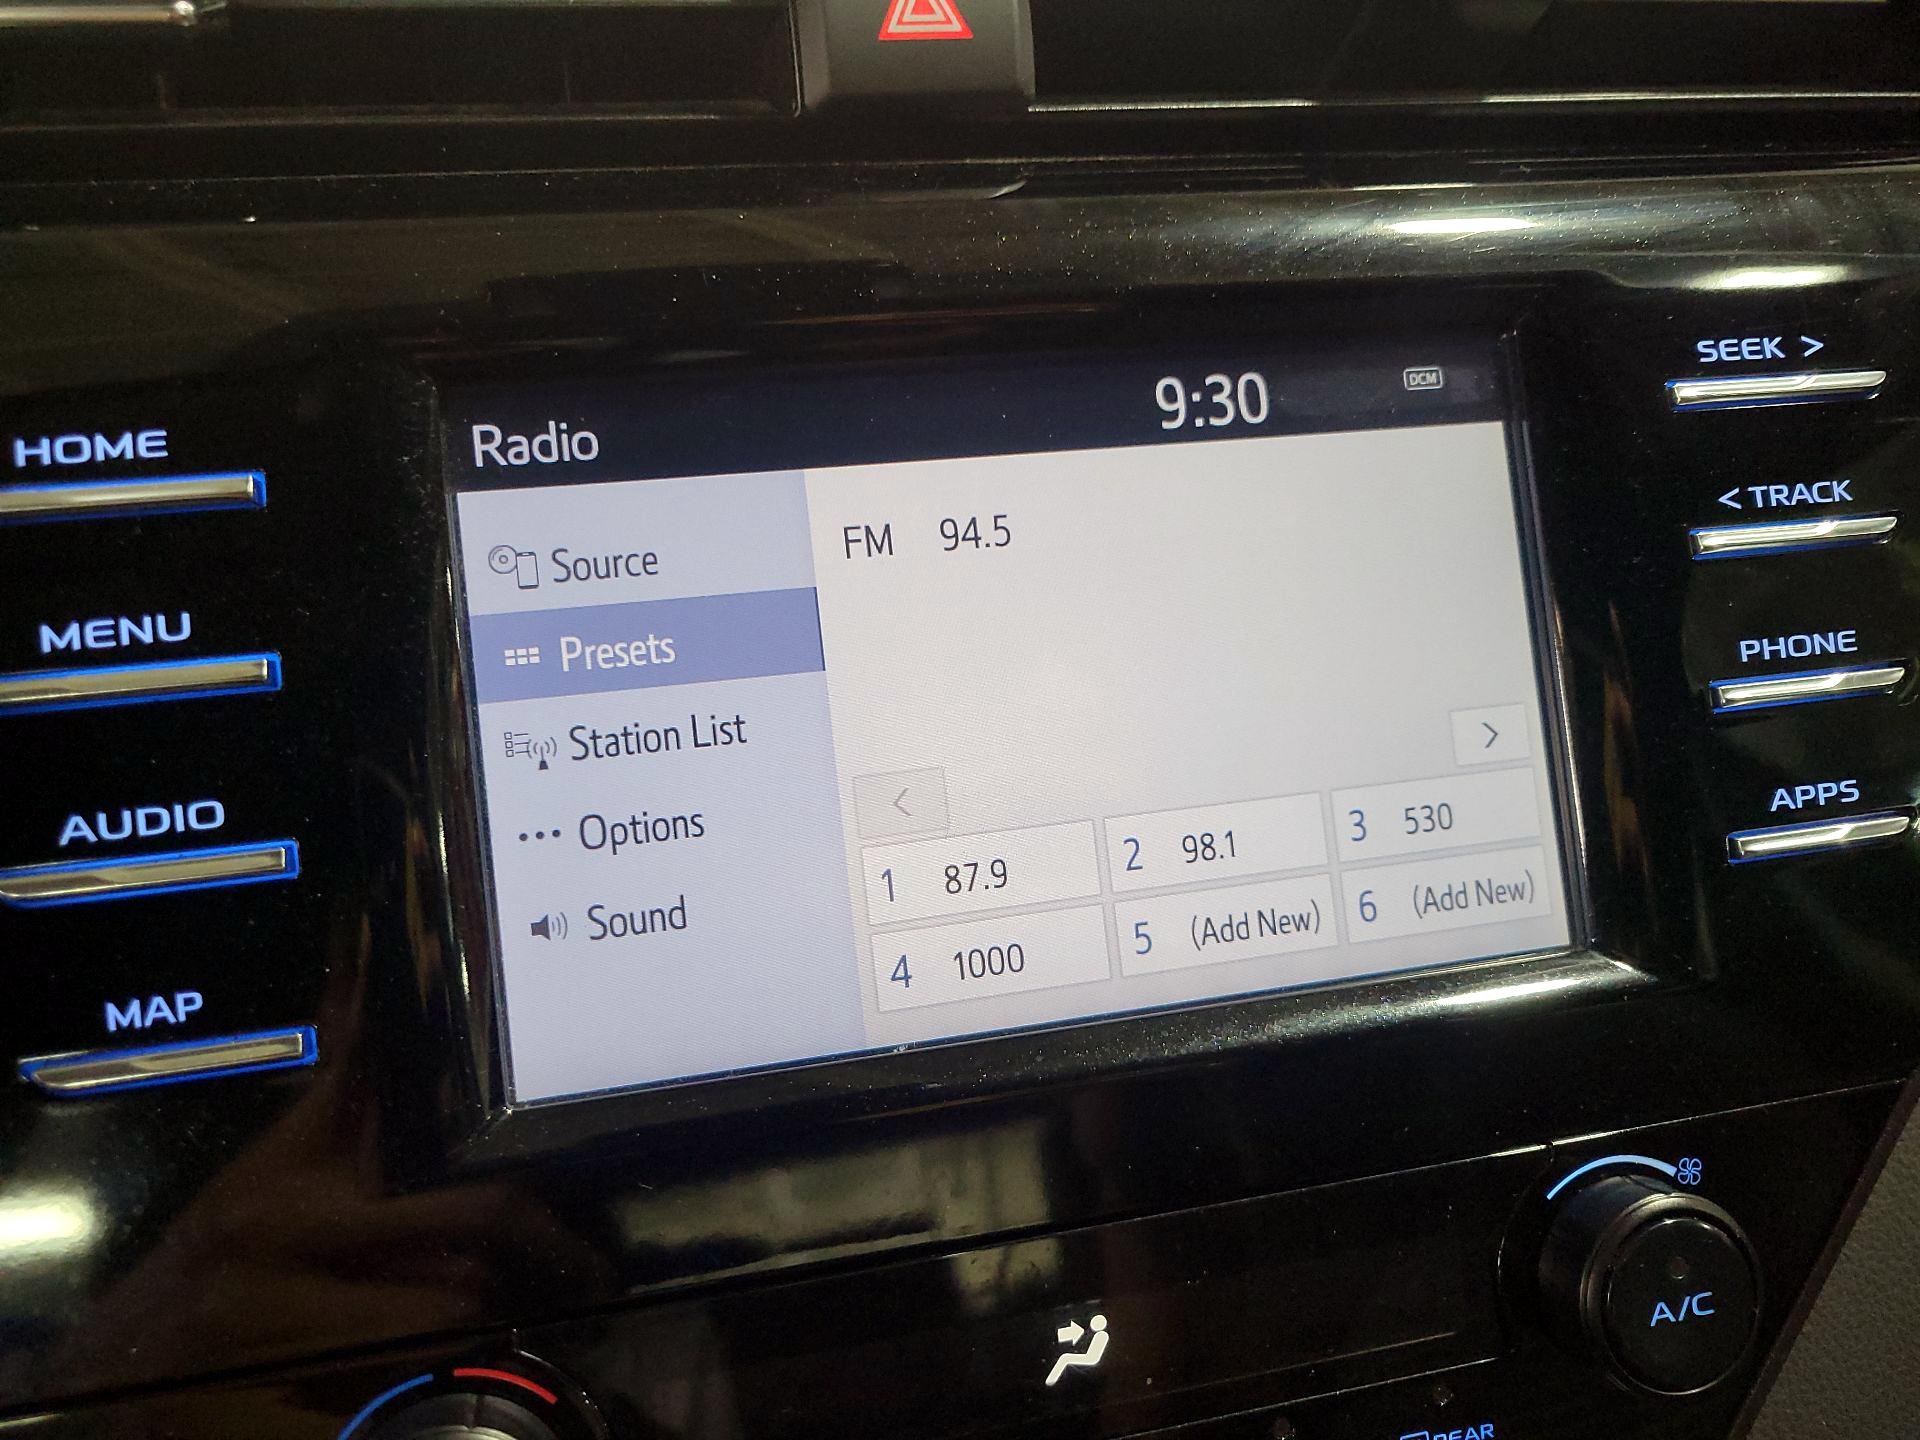 Radio 9:30 DCM
Source
Presets
Station List
Options
Sound
FM 94.5
<
>
1 87.9
2 98.1
3 530
4 1000
5 (Add New)
6 (Add New)
HOME
MENU
AUDIO
MAP
SEEK >
< TRACK
PHONE
APPS
A/C
REAR